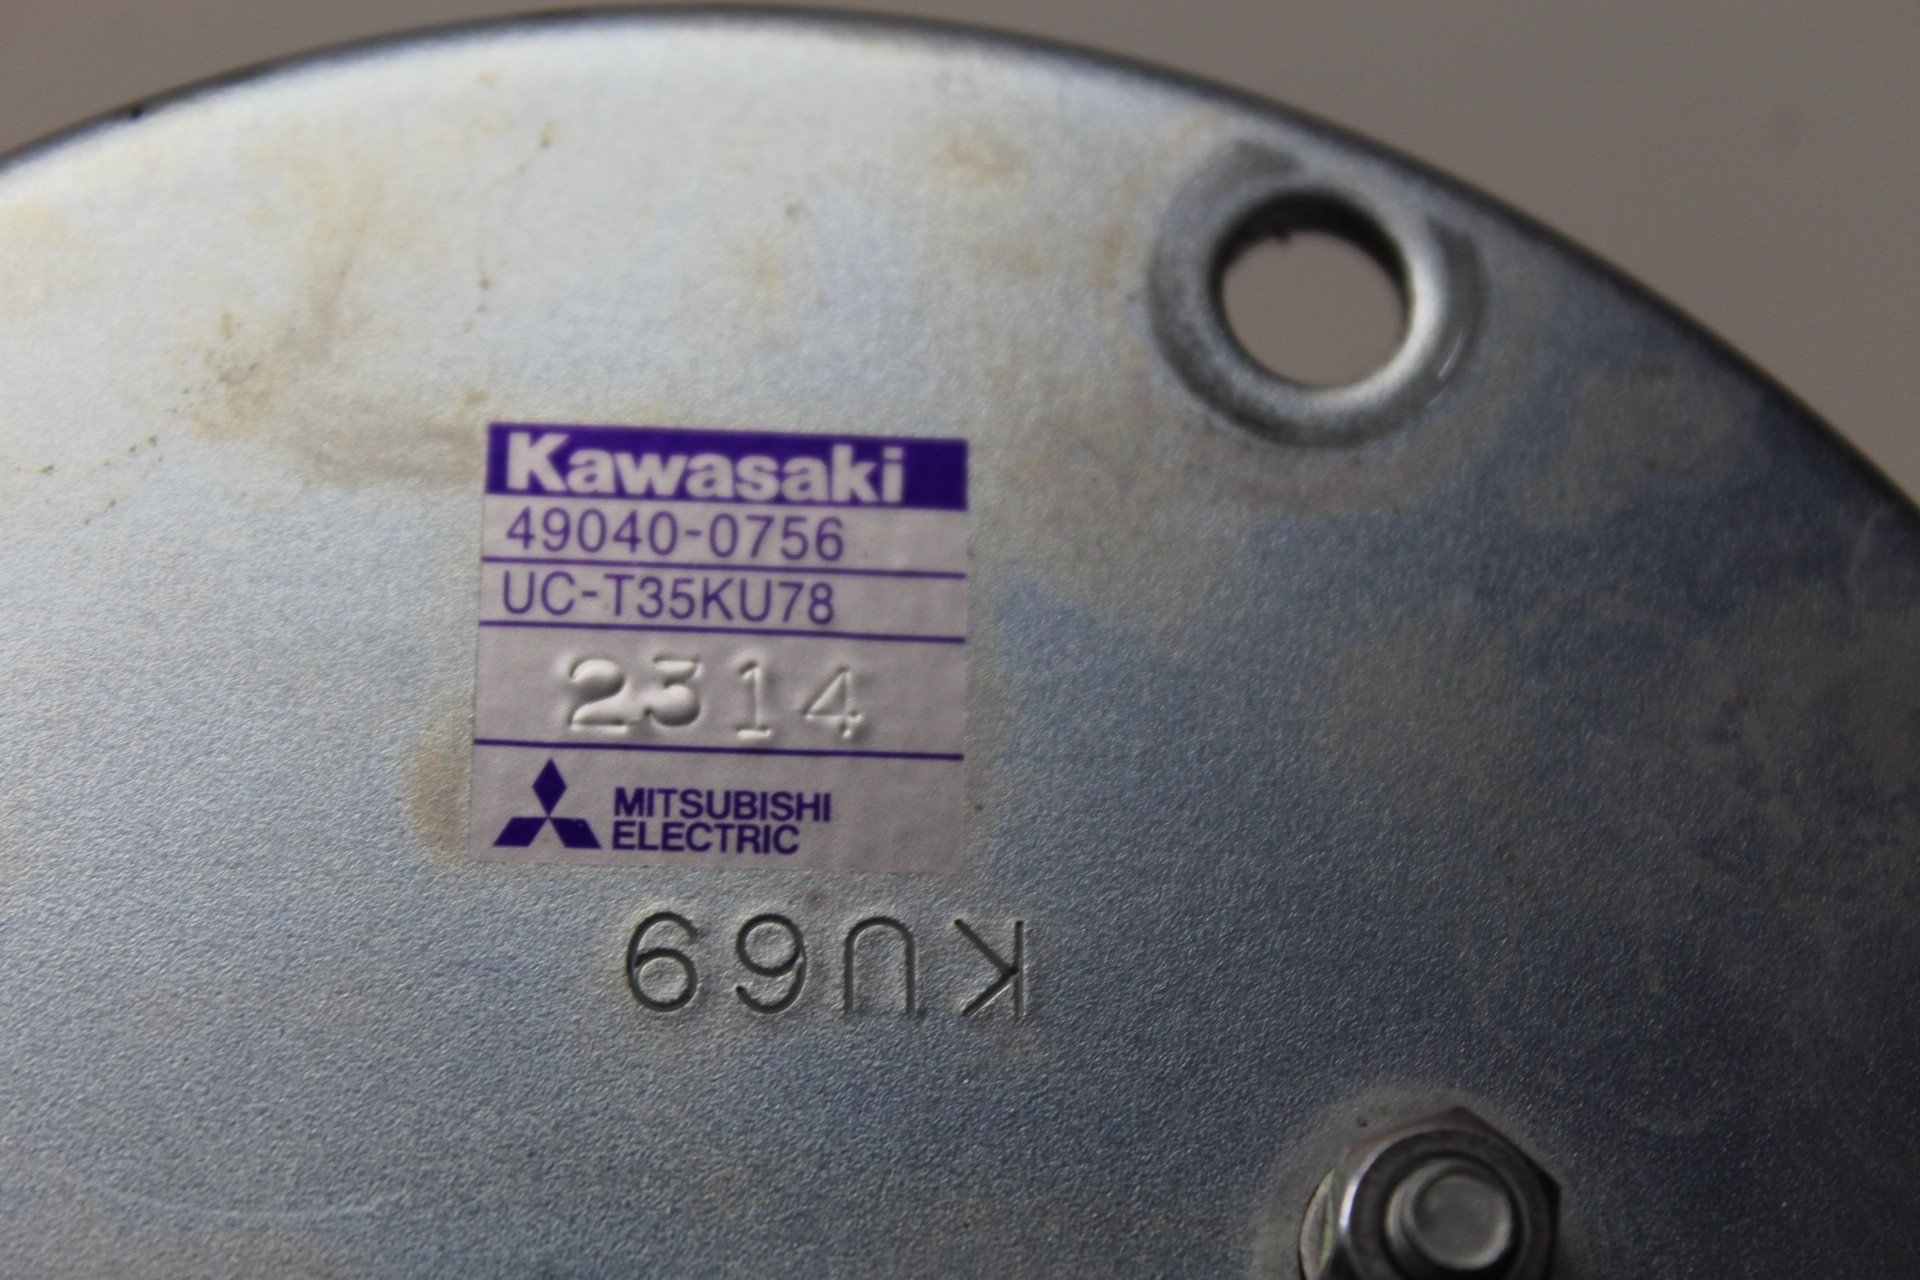 Kawasaki
49040-0756
UC-T35KU78
2314
MITSUBISHI
ELECTRIC
KU69